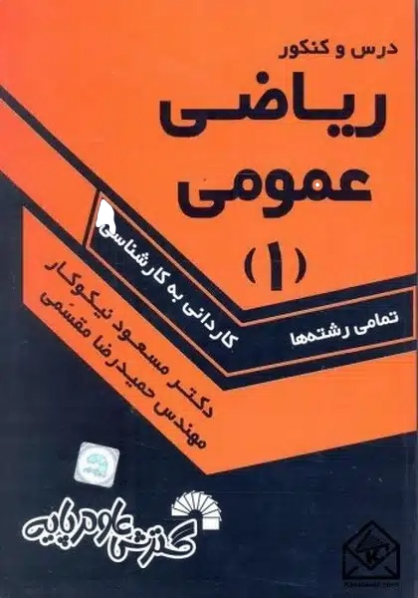 درس و کنکور
ریاضی
عمومی
(۱)
تمامی رشته‌ها
کاردانی به کارشناسی
دکتر مسعود نیکوکار
مهندس حمیدرضا مقسمی
گسترش علوم پایه